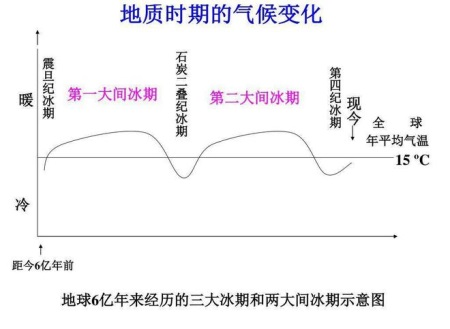 地质时期的气候变化
暖
冷
震旦纪冰期
第一大间冰期
石炭二叠纪冰期
第二大间冰期
第四纪冰期
现今
全 球
年平均气温
15 ºC
距今6亿年前
地球6亿年来经历的三大冰期和两大间冰期示意图